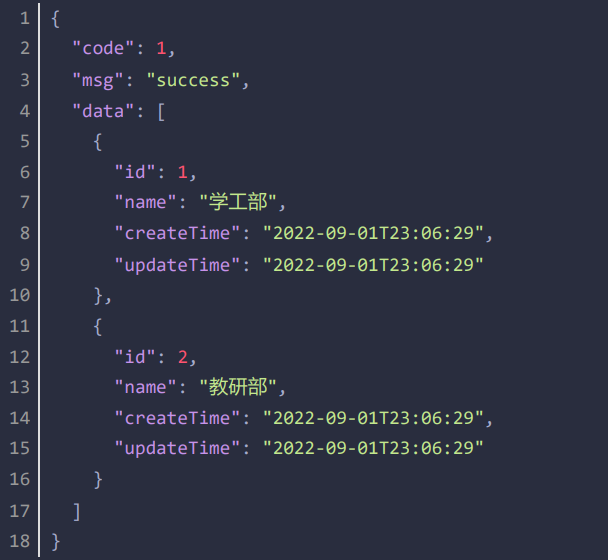 1 {
2   "code": 1,
3   "msg": "success",
4   "data": [
5     {
6       "id": 1,
7       "name": "学工部",
8       "createTime": "2022-09-01T23:06:29",
9       "updateTime": "2022-09-01T23:06:29"
10     },
11     {
12       "id": 2,
13       "name": "教研部",
14       "createTime": "2022-09-01T23:06:29",
15       "updateTime": "2022-09-01T23:06:29"
16     }
17   ]
18 }